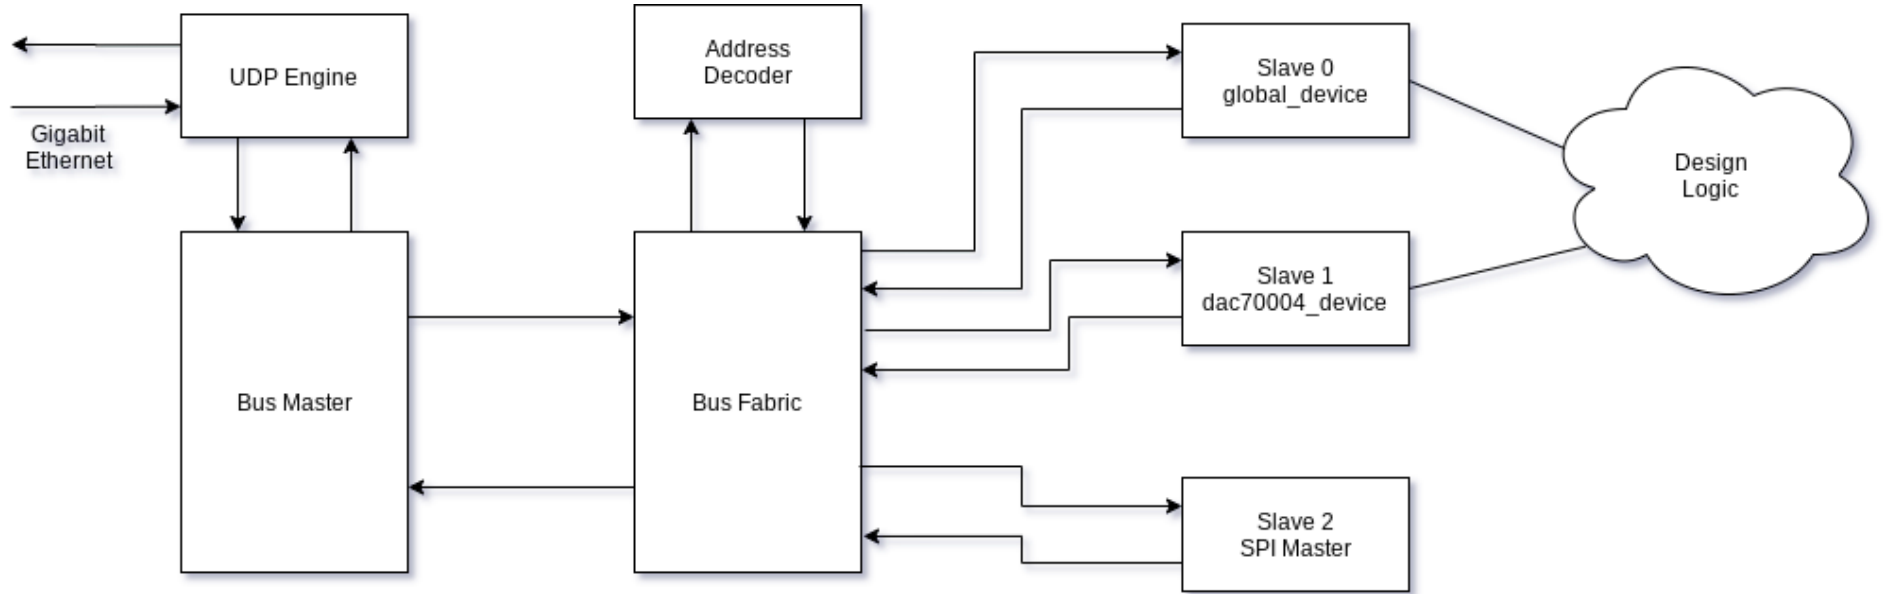 UDP Engine
Gigabit
Ethernet
Bus Master
Address
Decoder
Bus Fabric
Slave 0
global_device
Slave 1
dac70004_device
Slave 2
SPI Master
Design
Logic